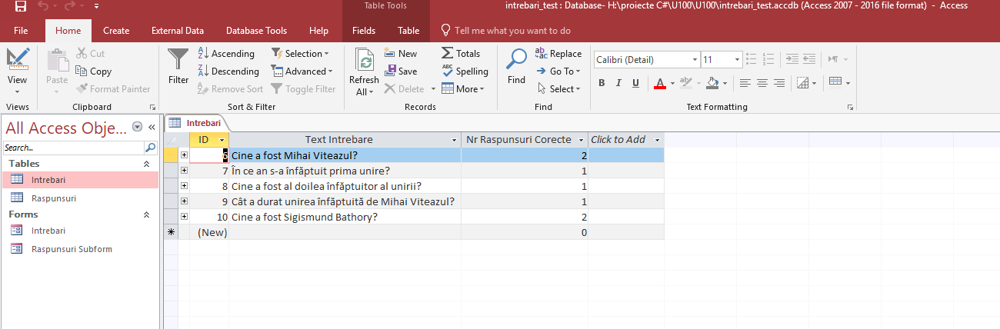 Table Tools
intrebari_test : Database- H:\proiecte C#\U100\U100\intrebari_test.accdb (Access 2007 - 2016 file format) - Access
File Home Create External Data Database Tools Help Fields Table Tell me what you want to do
View
Views
Paste
Cut
Copy
Format Painter
Clipboard
Filter
Ascending
Descending
Remove Sort
Selection
Advanced
Toggle Filter
Sort & Filter
Refresh
All
New
Save
Delete
Totals
Spelling
More
Records
Find
Replace
Go To
Select
Find
Calibri (Detail) 11
B I U A ab A
Text Formatting
All Access Obje...
Search...
Tables
Intrebari
Raspunsuri
Forms
Intrebari
Raspunsuri Subform
Intrebari
ID Text Intrebare Nr Raspunsuri Corecte Click to Add
6 Cine a fost Mihai Viteazul? 2
7 În ce an s-a înfăptuit prima unire? 1
8 Cine a fost al doilea înfăptuitor al unirii? 1
9 Cât a durat unirea înfăptuită de Mihai Viteazul? 1
10 Cine a fost Sigismund Bathory? 2
(New) 0